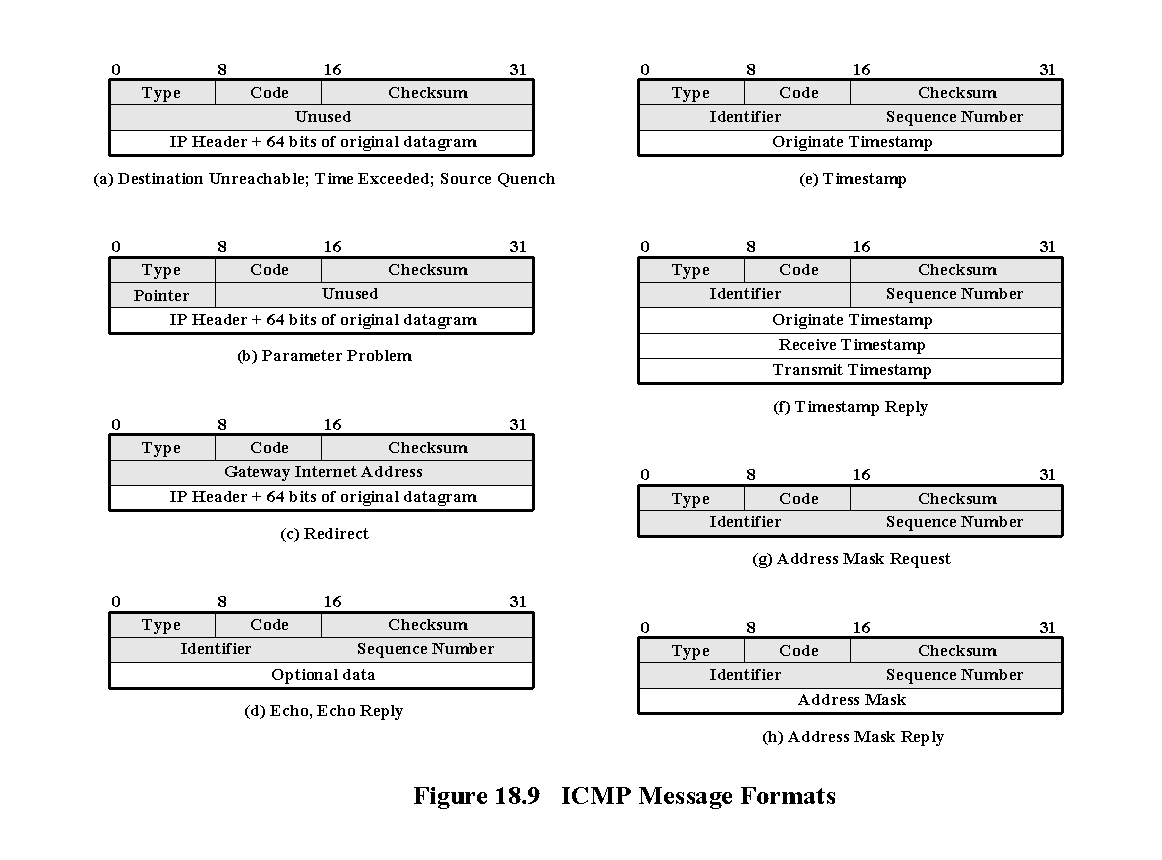 0 8 16 31
Type Code Checksum
Unused
IP Header + 64 bits of original datagram
(a) Destination Unreachable; Time Exceeded; Source Quench
0 8 16 31
Type Code Checksum
Pointer Unused
IP Header + 64 bits of original datagram
(b) Parameter Problem
0 8 16 31
Type Code Checksum
Gateway Internet Address
IP Header + 64 bits of original datagram
(c) Redirect
0 8 16 31
Type Code Checksum
Identifier Sequence Number
Optional data
(d) Echo, Echo Reply
0 8 16 31
Type Code Checksum
Identifier Sequence Number
Originate Timestamp
(e) Timestamp
0 8 16 31
Type Code Checksum
Identifier Sequence Number
Originate Timestamp
Receive Timestamp
Transmit Timestamp
(f) Timestamp Reply
0 8 16 31
Type Code Checksum
Identifier Sequence Number
(g) Address Mask Request
0 8 16 31
Type Code Checksum
Identifier Sequence Number
Address Mask
(h) Address Mask Reply
Figure 18.9 ICMP Message Formats